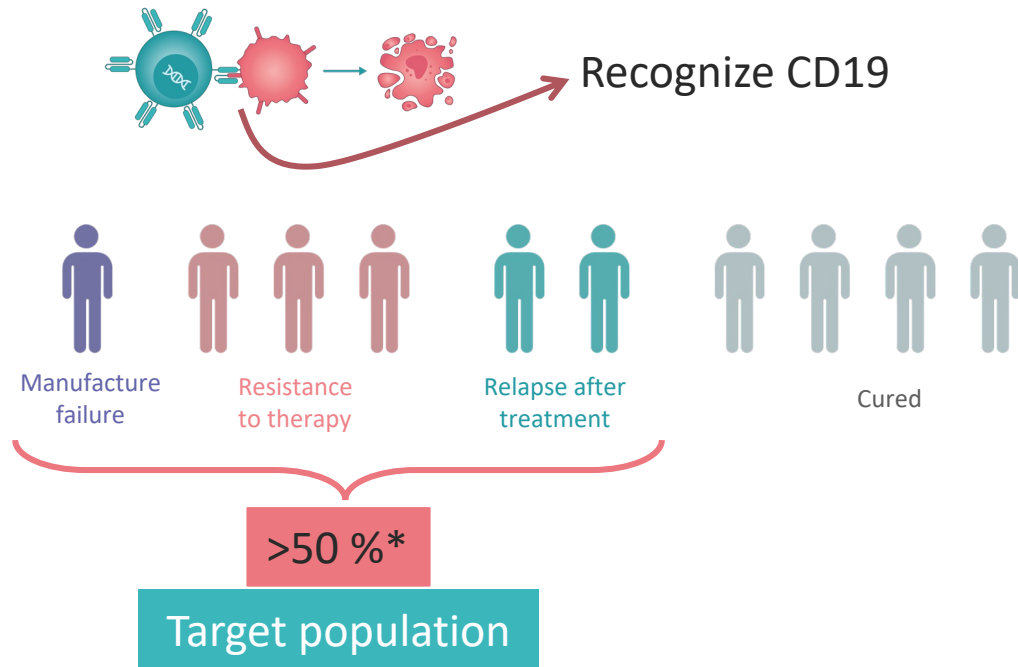 Recognize CD19
Manufacture
failure
Resistance
to therapy
Relapse after
treatment
Cured
>50 %*
Target population